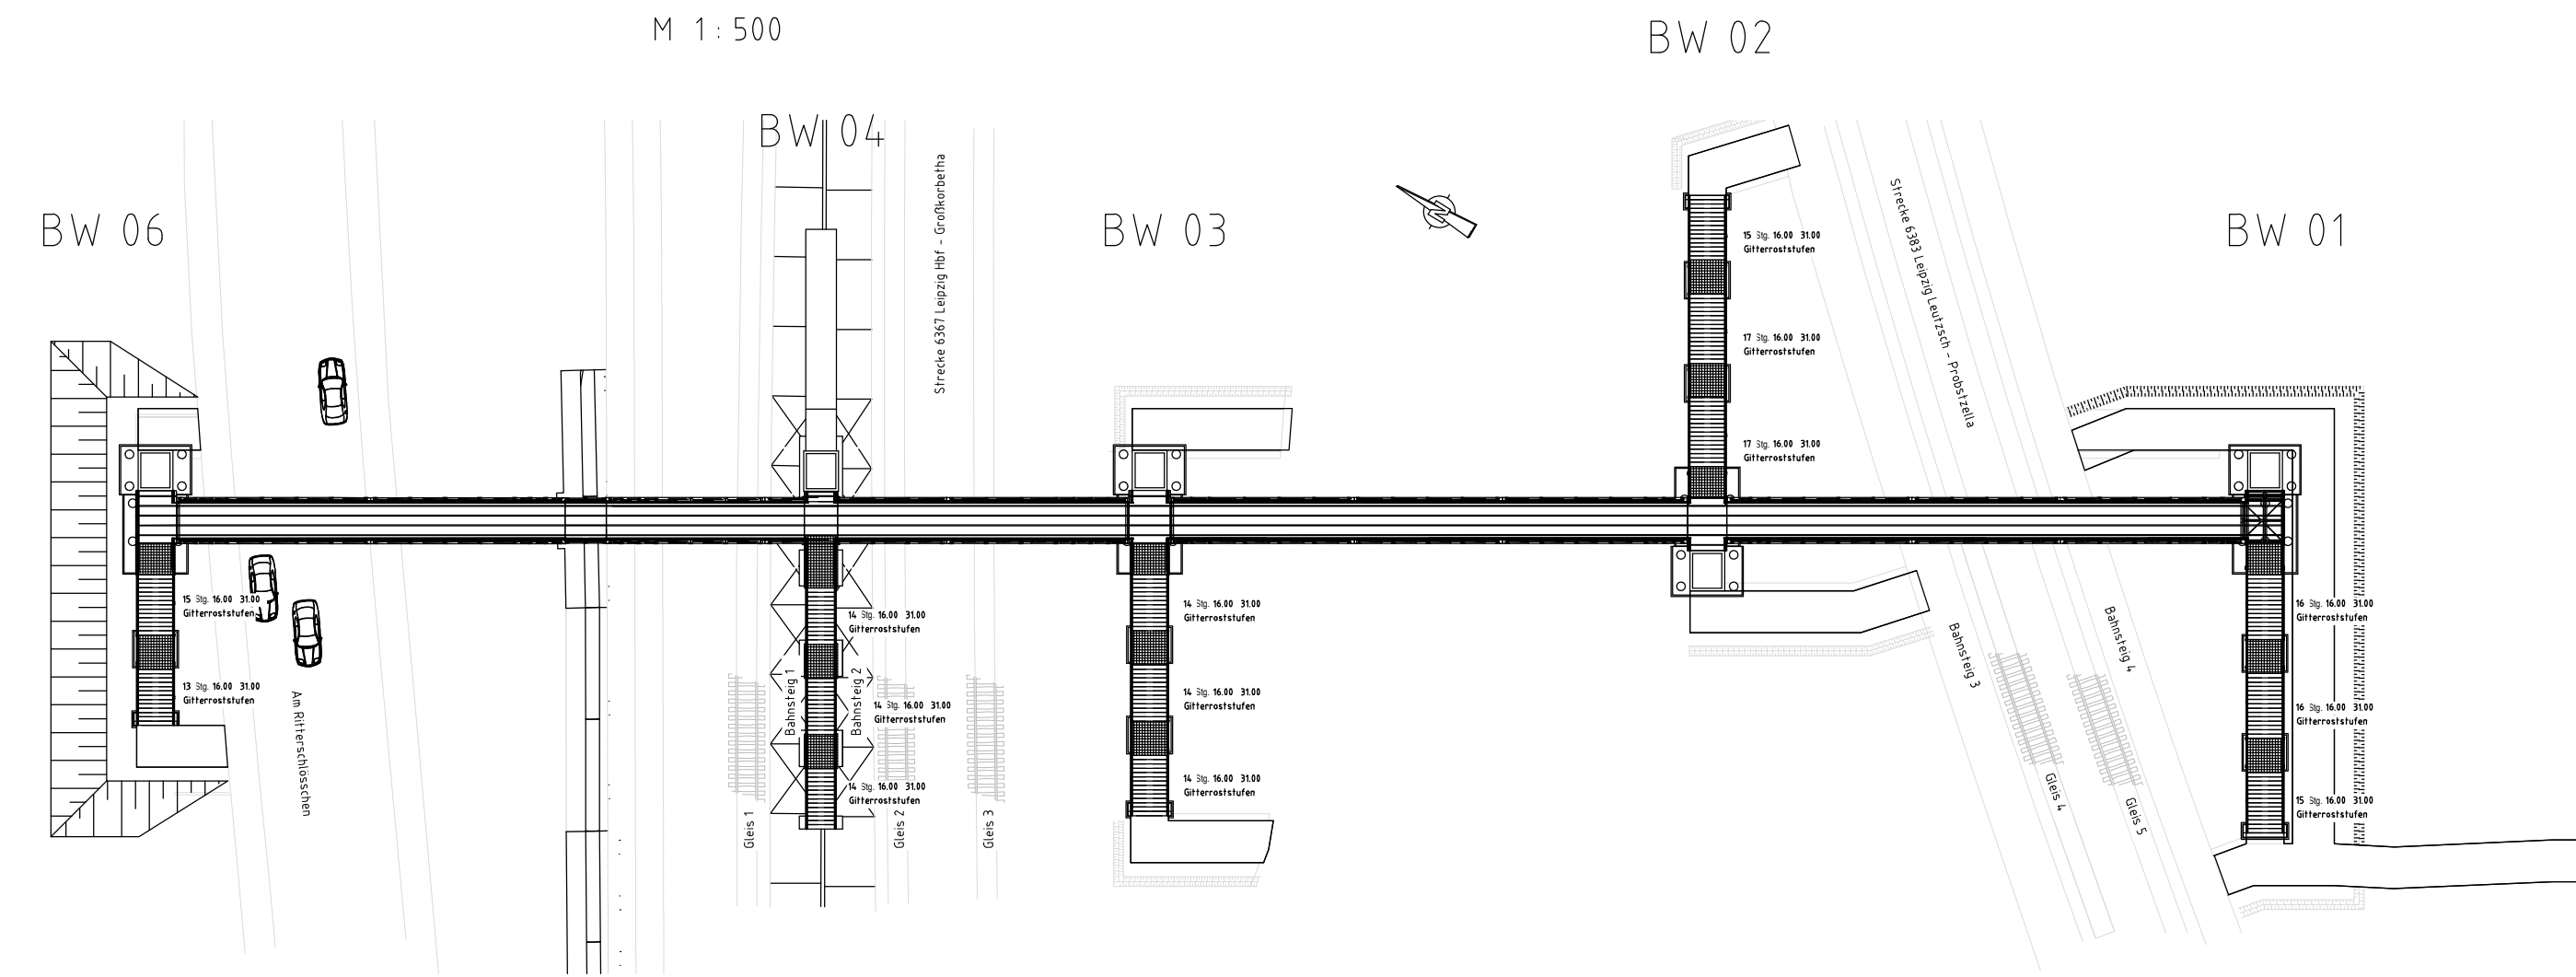 M 1:500
BW 02
BW 04
BW 06
BW 03
BW 01
Strecke 6367 Leipzig Hbf - Großkorbetha
N
Strecke 6383 Leipzig Leutzsch - Probstzella
15 Stg. 16.00 31.00
Gitterroststufen
17 Stg. 16.00 31.00
Gitterroststufen
17 Stg. 16.00 31.00
Gitterroststufen
15 Stg. 16.00 31.00
Gitterroststufen
13 Stg. 16.00 31.00
Gitterroststufen
Am Ritterschlösschen
14 Stg. 16.00 31.00
Gitterroststufen
14 Stg. 16.00 31.00
Gitterroststufen
14 Stg. 16.00 31.00
Gitterroststufen
Bahnsteig 1
Bahnsteig 2
Gleis 1
Gleis 2
Gleis 3
14 Stg. 16.00 31.00
Gitterroststufen
14 Stg. 16.00 31.00
Gitterroststufen
14 Stg. 16.00 31.00
Gitterroststufen
Bahnsteig 3
Bahnsteig 4
Gleis 4
Gleis 5
16 Stg. 16.00 31.00
Gitterroststufen
16 Stg. 16.00 31.00
Gitterroststufen
15 Stg. 16.00 31.00
Gitterroststufen